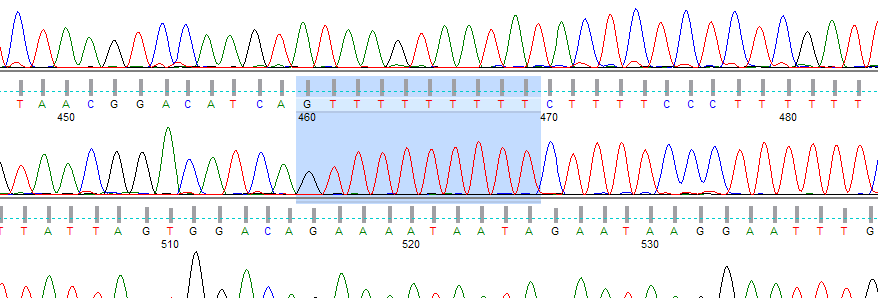 T A A C G G A C A T C A G T T T T T T T T T C T T T T C C C T T T T T T
450 460 470 480
T T A T T A G T G G A C A G A A A A T A A T A G A A T A A G G A A T T T G
510 520 530